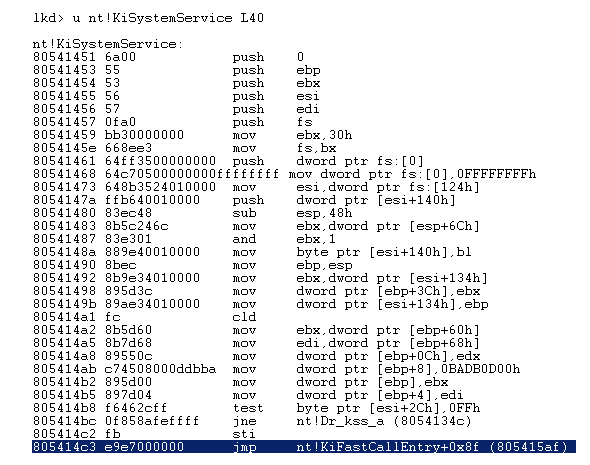 lkd> u nt!KiSystemService L40
nt!KiSystemService:
80541451 6a00 push 0
80541453 55 push ebp
80541454 53 push ebx
80541455 56 push esi
80541456 57 push edi
80541457 0fa0 push fs
80541459 bb30000000 mov ebx,30h
8054145e 668ee3 mov fs,bx
80541461 64ff3500000000 push dword ptr fs:[0]
80541468 64c70500000000ffffffff mov dword ptr fs:[0],0FFFFFFFFh
80541473 648b3524010000 mov esi,dword ptr fs:[124h]
8054147a ffb640010000 push dword ptr [esi+140h]
80541480 83ec48 sub esp,48h
80541483 8b5c246c mov ebx,dword ptr [esp+6Ch]
80541487 83e301 and ebx,1
8054148a 889e40010000 mov byte ptr [esi+140h],bl
80541490 8bec mov ebp,esp
80541492 8b9e34010000 mov ebx,dword ptr [esi+134h]
80541498 895d3c mov dword ptr [ebp+3Ch],ebx
8054149b 89ae34010000 mov dword ptr [esi+134h],ebp
805414a1 fc cld
805414a2 8b5d60 mov ebx,dword ptr [ebp+60h]
805414a5 8b7d68 mov edi,dword ptr [ebp+68h]
805414a8 89550c mov dword ptr [ebp+0Ch],edx
805414ab c74508000ddbba mov dword ptr [ebp+8],0BADB0D00h
805414b2 895d00 mov dword ptr [ebp],ebx
805414b5 897d04 mov dword ptr [ebp+4],edi
805414b8 f6462cff test byte ptr [esi+2Ch],0FFh
805414bc 0f858afeffff jne nt!Dr_kss_a (8054134c)
805414c2 fb sti
805414c3 e9e7000000 jmp nt!KiFastCallEntry+0x8f (805415af)